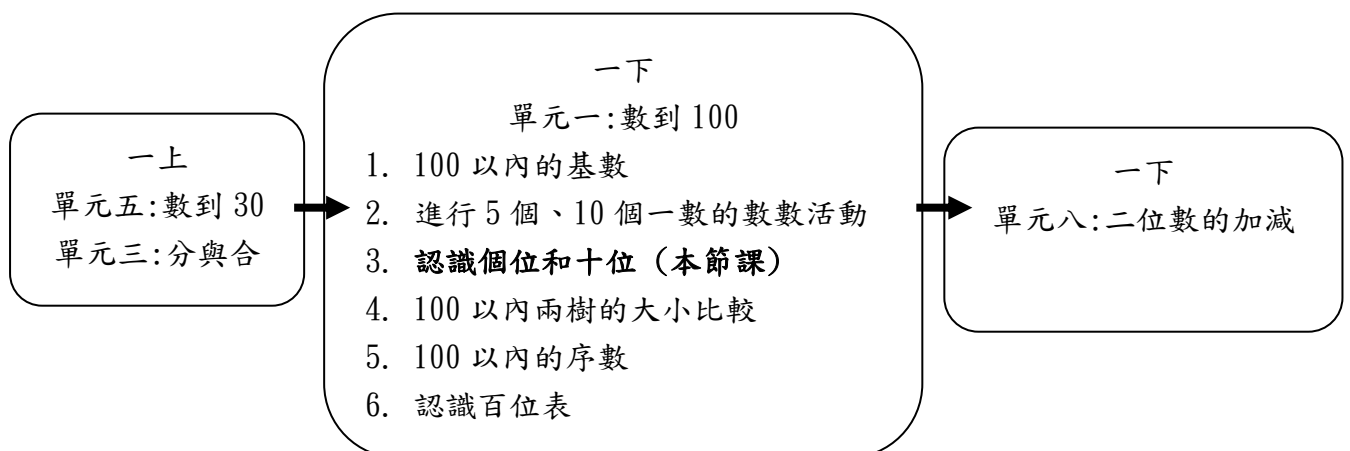 一上
單元五:數到 30
單元三:分與合
一下
單元一:數到 100
1. 100 以內的基數
2. 進行 5 個、10 個一數的數數活動
3. 認識個位和十位（本節課）
4. 100 以內兩樹的大小比較
5. 100 以內的序數
6. 認識百位表
一下
單元八:二位數的加減